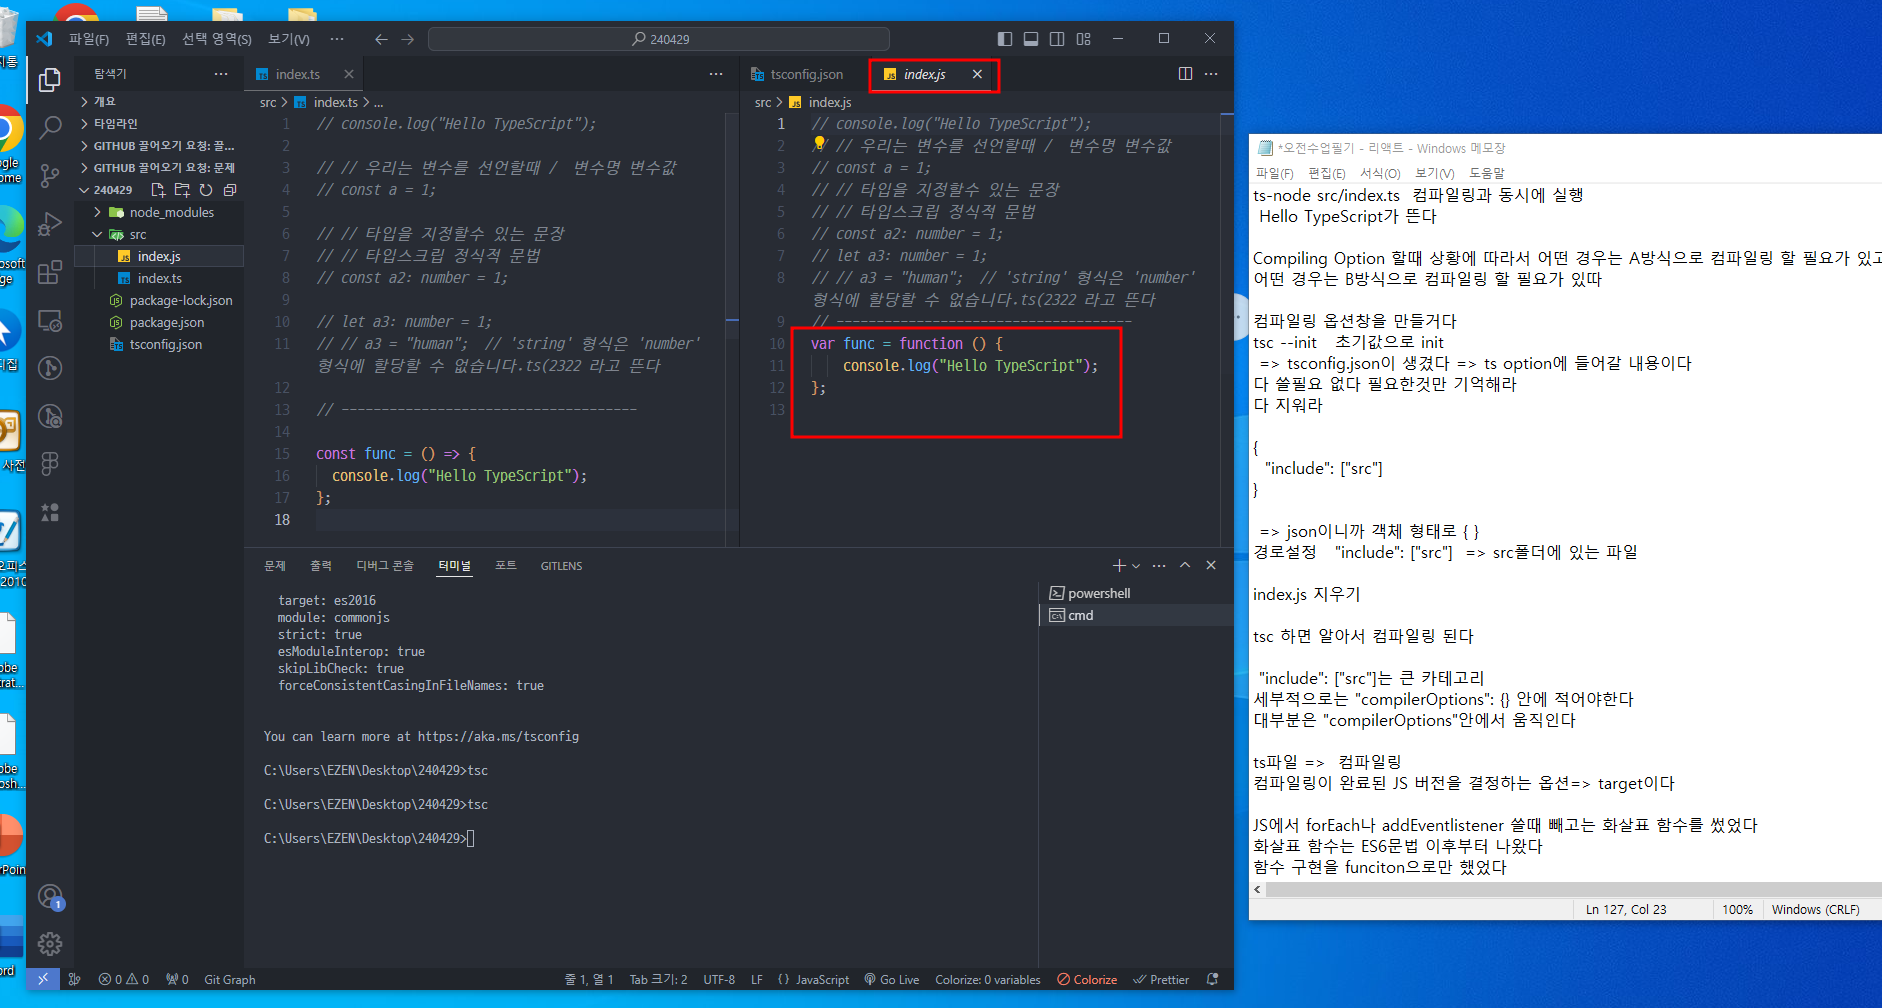 파일(F) 편집(E) 선택 영역(S) 보기(V) ··· 240429
탐색기 ···
개요
타임라인
GITHUB 끌어오기 요청: 끌...
GITHUB 끌어오기 요청: 문제
240429
node_modules
src
index.js
index.ts
package-lock.json
package.json
tsconfig.json
index.ts
src > index.ts > ...
1 // console.log("Hello TypeScript");
2
3 // // 우리는 변수를 선언할때 / 변수명 변수값
4 // const a = 1;
5
6 // // 타입을 지정할수 있는 문장
7 // // 타입스크립 정식적 문법
8 // const a2: number = 1;
9
10 // let a3: number = 1;
11 // // a3 = "human"; // 'string' 형식은 'number'
형식에 할당할 수 없습니다.ts(2322 라고 뜬다
12
13 // -------------------------------------
14
15 const func = () => {
16 console.log("Hello TypeScript");
17 };
18
tsconfig.json index.js
src > index.js
1 // console.log("Hello TypeScript");
2 // // 우리는 변수를 선언할때 / 변수명 변수값
3 // const a = 1;
4 // // 타입을 지정할수 있는 문장
5 // // 타입스크립 정식적 문법
6 // const a2: number = 1;
7 // let a3: number = 1;
8 // // a3 = "human"; // 'string' 형식은 'number'
형식에 할당할 수 없습니다.ts(2322 라고 뜬다
9 // -------------------------------------
10 var func = function () {
11 console.log("Hello TypeScript");
12 };
13
문제 출력 디버그 콘솔 터미널 포트 GITLENS
powershell
cmd
target: es2016
module: commonjs
strict: true
esModuleInterop: true
skipLibCheck: true
forceConsistentCasingInFileNames: true
You can learn more at https://aka.ms/tsconfig
C:\Users\EZEN\Desktop\240429>tsc
C:\Users\EZEN\Desktop\240429>tsc
C:\Users\EZEN\Desktop\240429>
1
0 0 0 Git Graph 줄 1, 열 1 Tab 크기: 2 UTF-8 LF {} JavaScript Go Live Colorize: 0 variables Colorize Prettier
*오전수업필기 - 리액트 - Windows 메모장
파일(F) 편집(E) 서식(O) 보기(V) 도움말
ts-node src/index.ts 컴파일링과 동시에 실행
Hello TypeScript가 뜬다
Compiling Option 할때 상황에 따라서 어떤 경우는 A방식으로 컴파일링 할 필요가 있고
어떤 경우는 B방식으로 컴파일링 할 필요가 있따
컴파일링 옵션창을 만들거다
tsc --init 초기값으로 init
=> tsconfig.json이 생겼다 => ts option에 들어갈 내용이다
다 쓸필요 없다 필요한것만 기억해라
다 지워라
{
"include": ["src"]
}
=> json이니까 객체 형태로 { }
경로설정 "include": ["src"] => src폴더에 있는 파일
index.js 지우기
tsc 하면 알아서 컴파일링 된다
"include": ["src"]는 큰 카테고리
세부적으로는 "compilerOptions": {} 안에 적어야한다
대부분은 "compilerOptions"안에서 움직인다
ts파일 => 컴파일링
컴파일링이 완료된 JS 버전을 결정하는 옵션=> target이다
JS에서 forEach나 addEventlistener 쓸때 빼고는 화살표 함수를 썼었다
화살표 함수는 ES6문법 이후부터 나왔다
함수 구현을 funciton으로만 했었다
Ln 127, Col 23 100% Windows (CRLF)